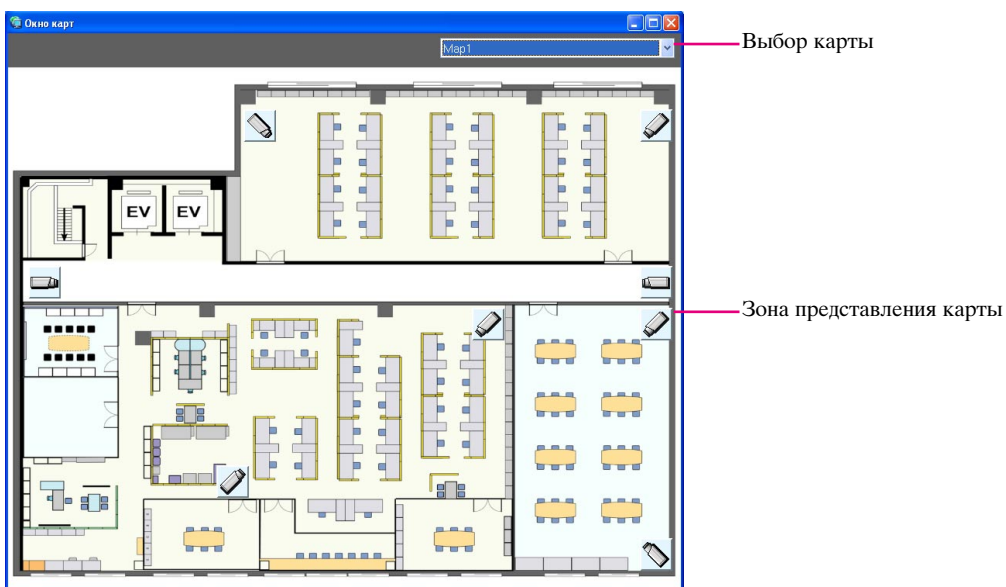 Окно карт
Map1
Выбор карты
EV
EV
Зона представления карты